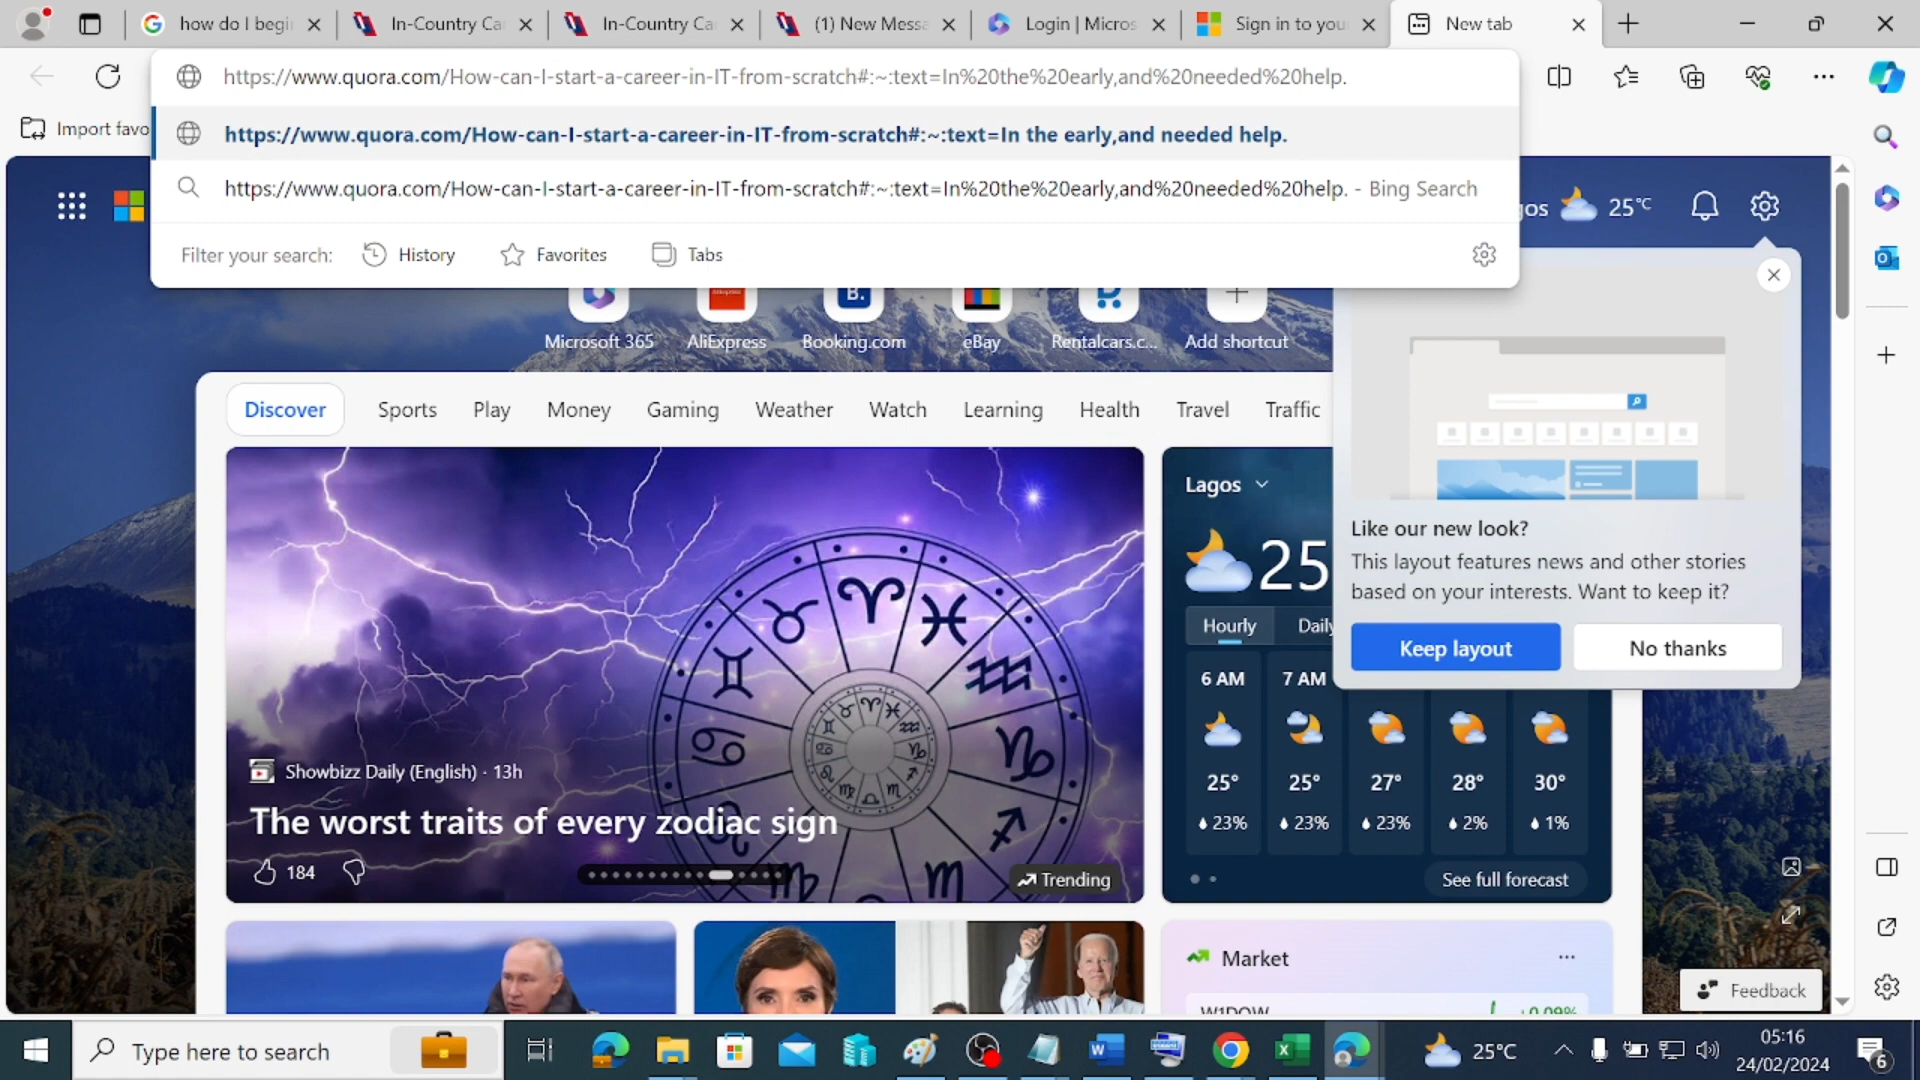 how do I begi
In-Country Ca
In-Country Ca
(1) New Messa
Login | Micros
Sign in to you
New tab
https://www.quora.com/How-can-I-start-a-career-in-IT-from-scratch#:~:text=In%20the%20early,and%20needed%20help.
Import favo
https://www.quora.com/How-can-I-start-a-career-in-IT-from-scratch#:~:text=In the early,and needed help.
https://www.quora.com/How-can-I-start-a-career-in-IT-from-scratch#:~:text=In%20the%20early,and%20needed%20help. - Bing Search
gos 25°C
Filter your search: History Favorites Tabs
Microsoft 365 AliExpress Booking.com eBay Rentalcars.c... Add shortcut
Discover Sports Play Money Gaming Weather Watch Learning Health Travel Traffic
Like our new look?
This layout features news and other stories
based on your interests. Want to keep it?
Keep layout No thanks
Lagos
25
Hourly Daily
6 AM 7 AM
25° 25° 27° 28° 30°
23% 23% 23% 2% 1%
See full forecast
Showbizz Daily (English) · 13h
The worst traits of every zodiac sign
184
Trending
Market
W1DOW +0.09%
Feedback
Type here to search
25°C
05:16
24/02/2024
6